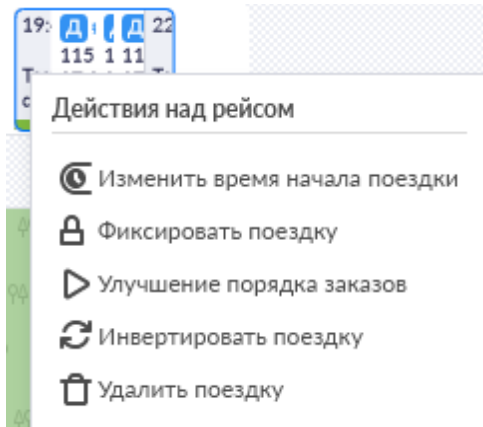 19: Д Д 22
115 1 11
Действия над рейсом
Изменить время начала поездки
Фиксировать поездку
Улучшение порядка заказов
Инвертировать поездку
Удалить поездку